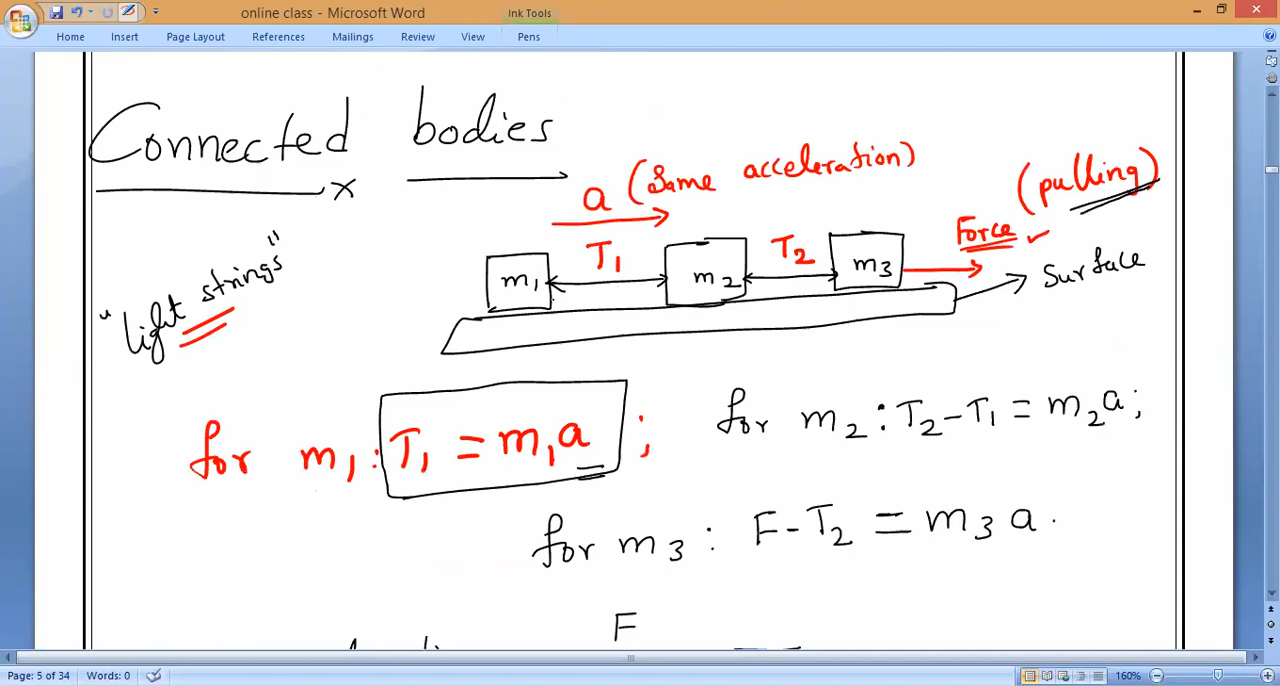 online class - Microsoft Word
Ink Tools
Home Insert Page Layout References Mailings Review View Pens
Connected bodies
a (same acceleration)
(pulling)
Force
T1 T2
m1 m2 m3
Surface
"light strings"
for m1: T1 = m1a ;
for m2: T2-T1 = m2a;
for m3: F-T2 = m3 a.
F
Page: 5 of 34 Words: 0 160%